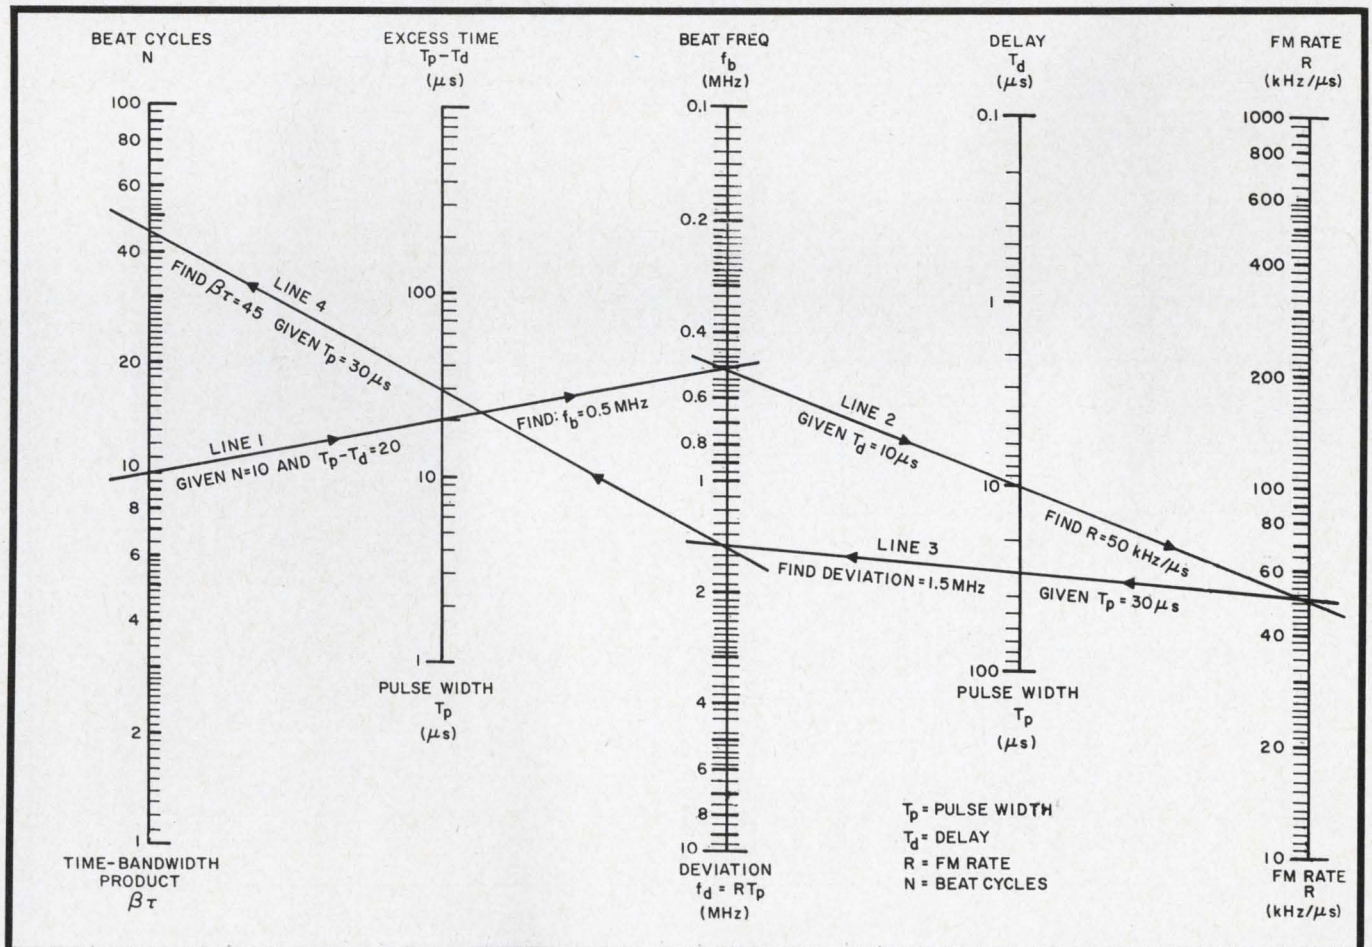 BEAT CYCLES
N
EXCESS TIME
Tp−Td
(μs)
BEAT FREQ
fb
(MHz)
DELAY
Td
(μs)
FM RATE
R
(kHz/μs)
100
80
60
40
20
10
8
6
4
2
1
100
10
1
0.1
0.2
0.4
0.6
0.8
1
2
4
6
8
10
0.1
1
10
100
1000
800
600
400
200
100
80
60
40
20
10
LINE 4
FIND βτ=45 GIVEN Tp=30μs
LINE 1
GIVEN N=10 AND Tp−Td=20
FIND: fb=0.5 MHz
LINE 2
GIVEN Td=10μs
FIND R=50 kHz/μs
LINE 3
FIND DEVIATION=1.5MHz
GIVEN Tp=30μs
TIME-BANDWIDTH
PRODUCT
βτ
PULSE WIDTH
Tp
(μs)
DEVIATION
fd = RTp
(MHz)
PULSE WIDTH
Tp
(μs)
FM RATE
R
(kHz/μs)
Tp= PULSE WIDTH
Td= DELAY
R = FM RATE
N = BEAT CYCLES